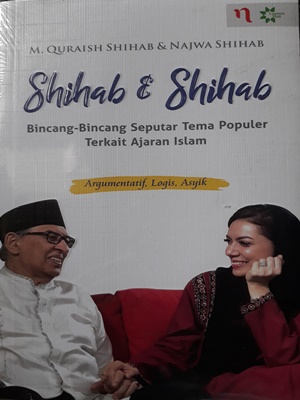 M. QURAISH SHIHAB & NAJWA SHIHAB
Shihab & Shihab
Bincang-Bincang Seputar Tema Populer
Terkait Ajaran Islam
Argumentatif, Logis, Asyik